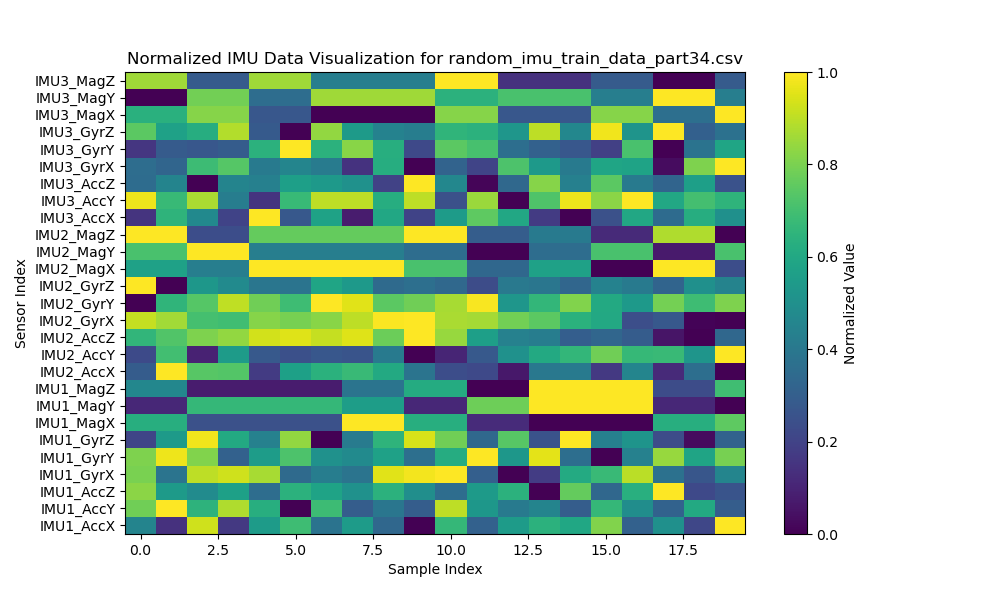 Normalized IMU Data Visualization for random_imu_train_data_part34.csv
IMU3_MagZ
IMU3_MagY
IMU3_MagX
IMU3_GyrZ
IMU3_GyrY
IMU3_GyrX
IMU3_AccZ
IMU3_AccY
IMU3_AccX
IMU2_MagZ
IMU2_MagY
IMU2_MagX
IMU2_GyrZ
IMU2_GyrY
IMU2_GyrX
IMU2_AccZ
IMU2_AccY
IMU2_AccX
IMU1_MagZ
IMU1_MagY
IMU1_MagX
IMU1_GyrZ
IMU1_GyrY
IMU1_GyrX
IMU1_AccZ
IMU1_AccY
IMU1_AccX
Sensor Index
0.0 2.5 5.0 7.5 10.0 12.5 15.0 17.5
Sample Index
1.0
0.8
0.6
0.4
0.2
0.0
Normalized Value